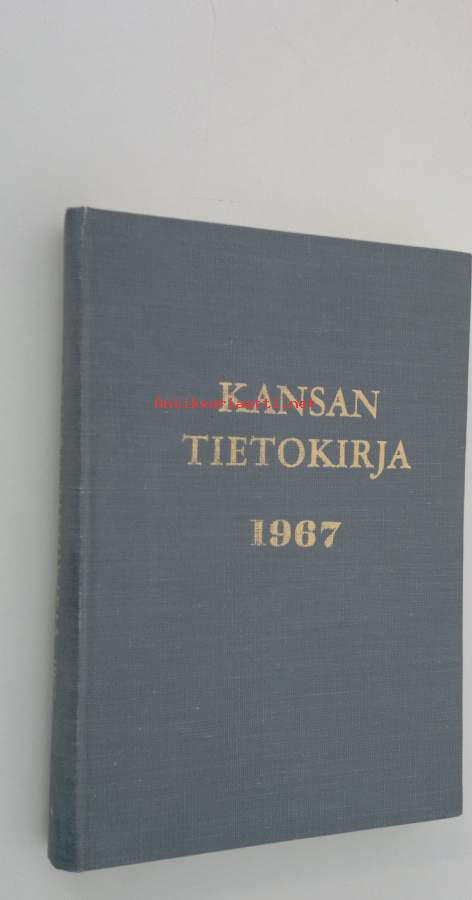 KANSAN
Antikvariaatti.net
TIETOKIRJA
1967